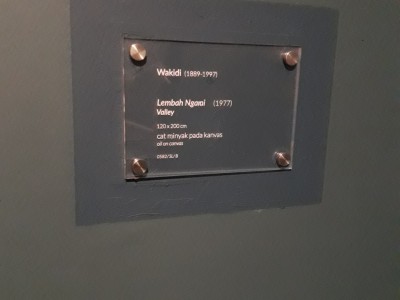 Wakidi (1889-1997)
Lembah Ngarai (1977)
Valley
120 x 200 cm
cat minyak pada kanvas
oil on canvas